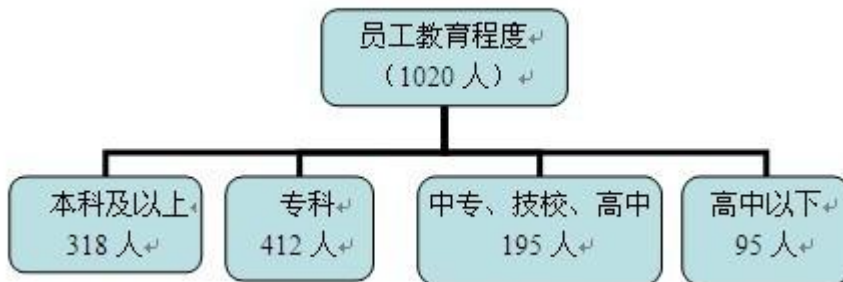 员工教育程度
（1020 人）
本科及以上
318 人
专科
412 人
中专、技校、高中
195 人
高中以下
95 人